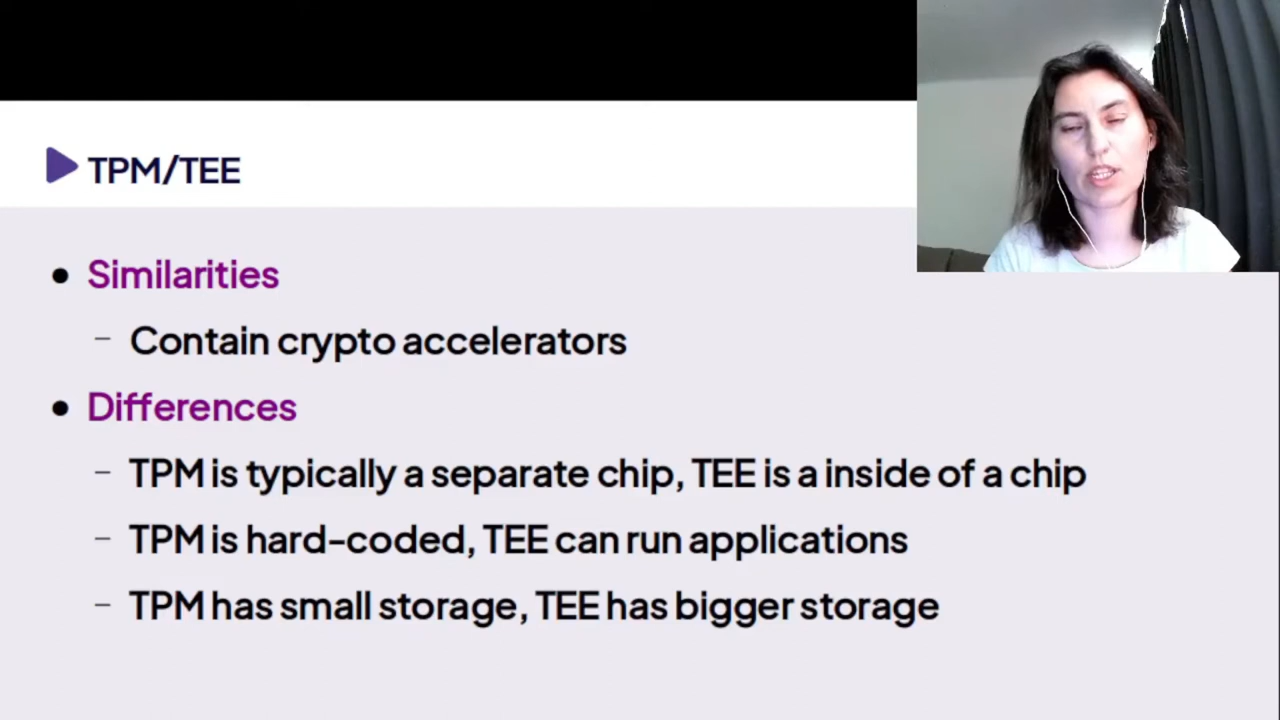 TPM/TEE
● Similarities
– Contain crypto accelerators
● Differences
– TPM is typically a separate chip, TEE is a inside of a chip
– TPM is hard-coded, TEE can run applications
– TPM has small storage, TEE has bigger storage